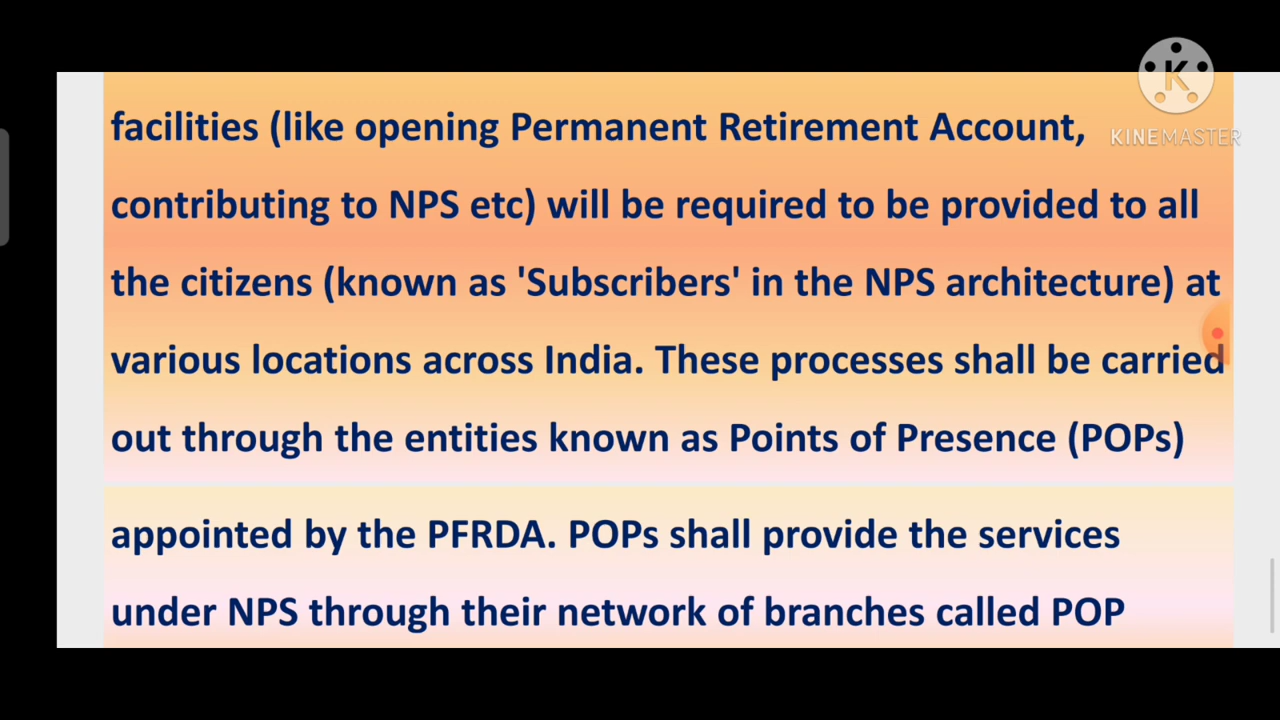 K
KINEMASTER
facilities (like opening Permanent Retirement Account,
contributing to NPS etc) will be required to be provided to all
the citizens (known as 'Subscribers' in the NPS architecture) at
various locations across India. These processes shall be carried
out through the entities known as Points of Presence (POPs)
appointed by the PFRDA. POPs shall provide the services
under NPS through their network of branches called POP